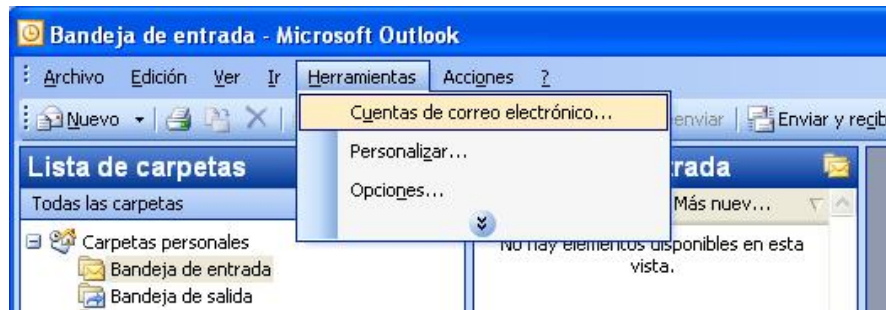 Bandeja de entrada - Microsoft Outlook
Archivo Edición Ver Ir Herramientas Acciones ?
Nuevo enviar Enviar y recib
Cuentas de correo electrónico...
Personalizar...
Opciones...
Lista de carpetas rada
Todas las carpetas Más nuev...
Carpetas personales
Bandeja de entrada
Bandeja de salida
No hay elementos disponibles en esta
vista.